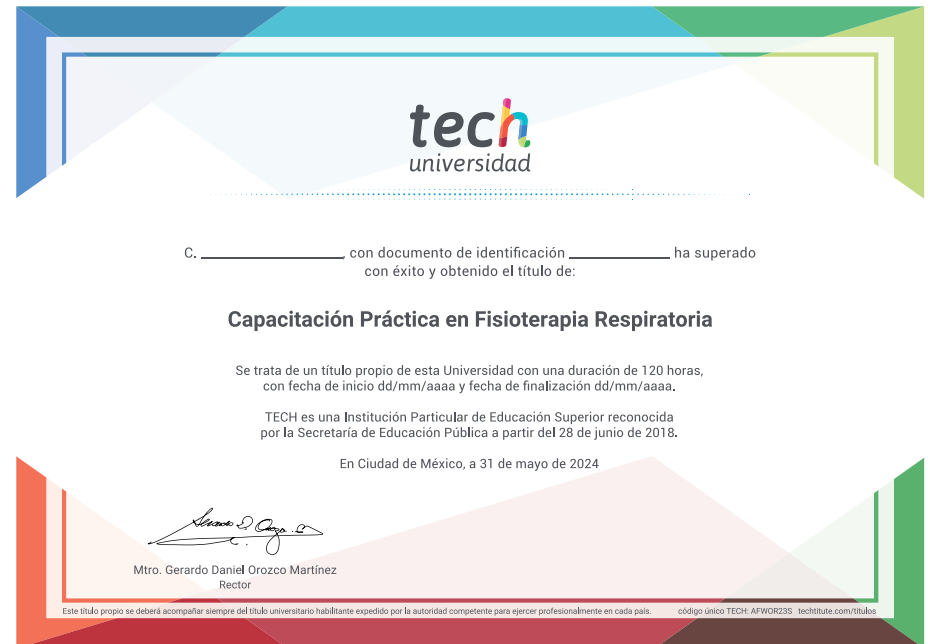 tech
universidad
C. ____________, con documento de identificación ____________ ha superado
con éxito y obtenido el título de:
Capacitación Práctica en Fisioterapia Respiratoria
Se trata de un título propio de esta Universidad con una duración de 120 horas,
con fecha de inicio dd/mm/aaaa y fecha de finalización dd/mm/aaaa.
TECH es una Institución Particular de Educación Superior reconocida
por la Secretaría de Educación Pública a partir del 28 de junio de 2018.
En Ciudad de México, a 31 de mayo de 2024
Mtro. Gerardo Daniel Orozco Martínez
Rector
Este título propio se deberá acompañar siempre del título universitario habilitante expedido por la autoridad competente para ejercer profesionalmente en cada país. código único TECH: AFWOR23S techtitute.com/titulos